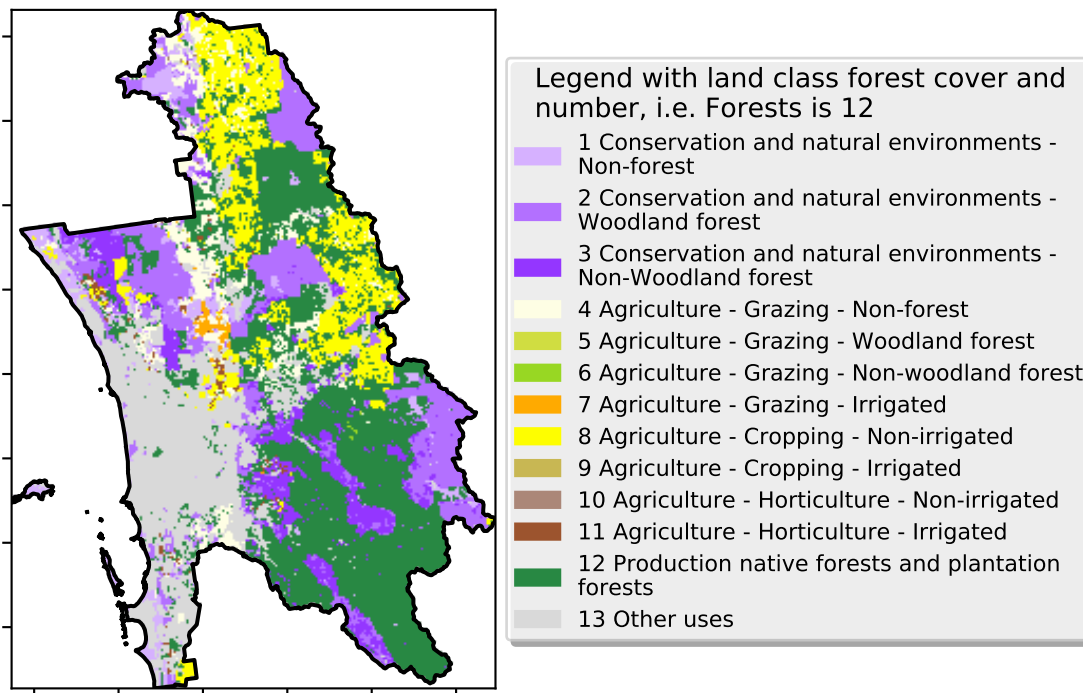 Legend with land class forest cover and
number, i.e. Forests is 12
1 Conservation and natural environments -
Non-forest
2 Conservation and natural environments -
Woodland forest
3 Conservation and natural environments -
Non-Woodland forest
4 Agriculture - Grazing - Non-forest
5 Agriculture - Grazing - Woodland forest
6 Agriculture - Grazing - Non-woodland forest
7 Agriculture - Grazing - Irrigated
8 Agriculture - Cropping - Non-irrigated
9 Agriculture - Cropping - Irrigated
10 Agriculture - Horticulture - Non-irrigated
11 Agriculture - Horticulture - Irrigated
12 Production native forests and plantation
forests
13 Other uses